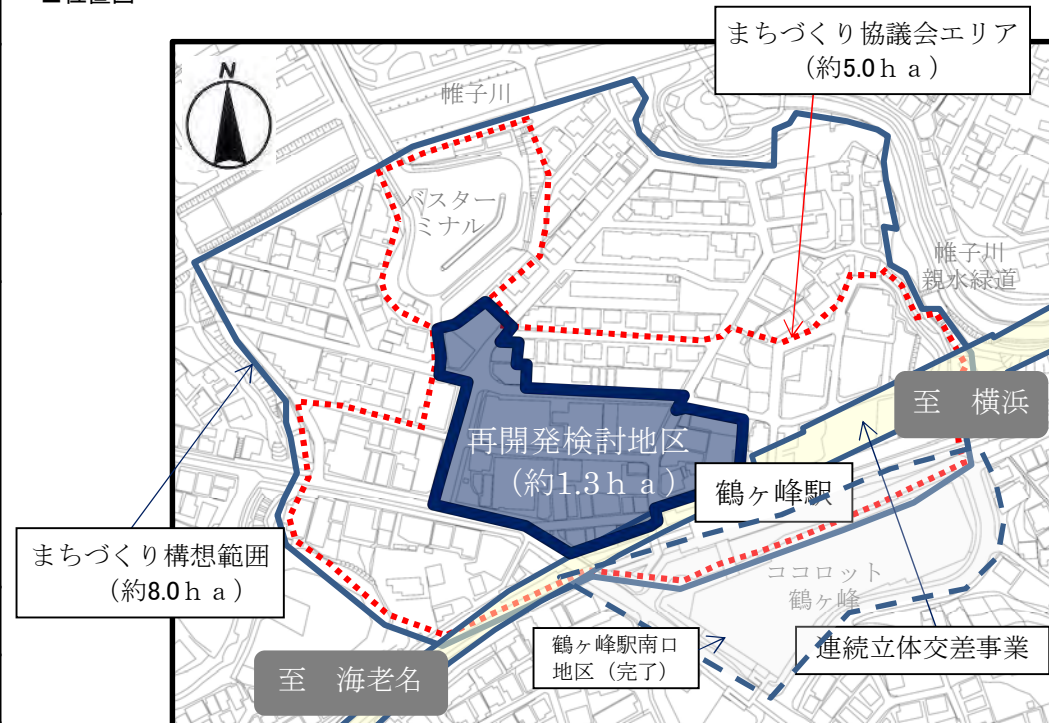 まちづくり協議会エリア
（約5.0ｈａ）
N
帷子川
バスター
ミナル
帷子川
親水緑道
至 横浜
再開発検討地区
（約1.3ｈａ）
鶴ヶ峰駅
まちづくり構想範囲
（約8.0ｈａ）
ココロット
鶴ヶ峰
鶴ヶ峰駅南口
地区（完了）
連続立体交差事業
至 海老名